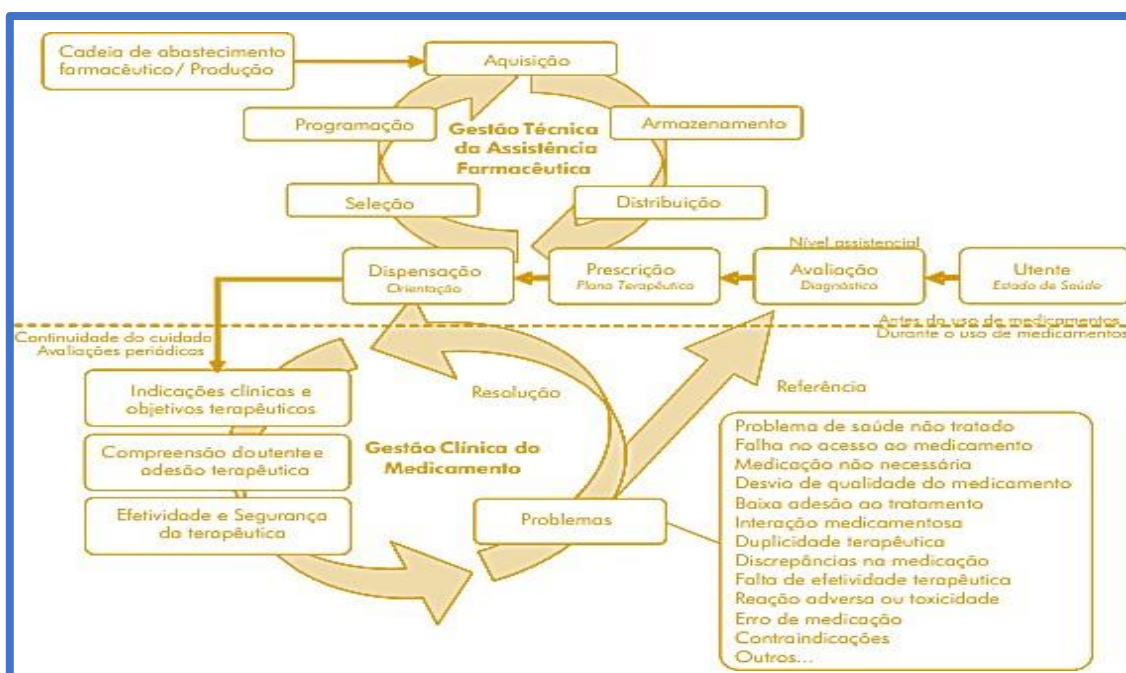 Cadeia de abastecimento
farmacêutico/ Produção
Aquisição
Programação
Gestão Técnica
da Assistência
Farmacêutica
Armazenamento
Seleção
Distribuição
Nível assistencial
Dispensação
Orientação
Prescrição
Plano Terapêutico
Avaliação
Diagnóstico
Utente
Estado de Saúde
Antes do uso de medicamentos
Durante o uso de medicamentos
Continuidade do cuidado
Avaliações periódicas
Indicações clínicas e
objetivos terapêuticos
Compreensão do utente e
adesão terapêutica
Efetividade e Segurança
da terapêutica
Gestão Clínica do
Medicamento
Resolução
Referência
Problemas
Problema de saúde não tratado
Falha no acesso ao medicamento
Medicação não necessária
Desvio de qualidade do medicamento
Baixa adesão ao tratamento
Interação medicamentosa
Duplicidade terapêutica
Discrepâncias na medicação
Falta de efetividade terapêutica
Reação adversa ou toxicidade
Erro de medicação
Contraindicações
Outros...